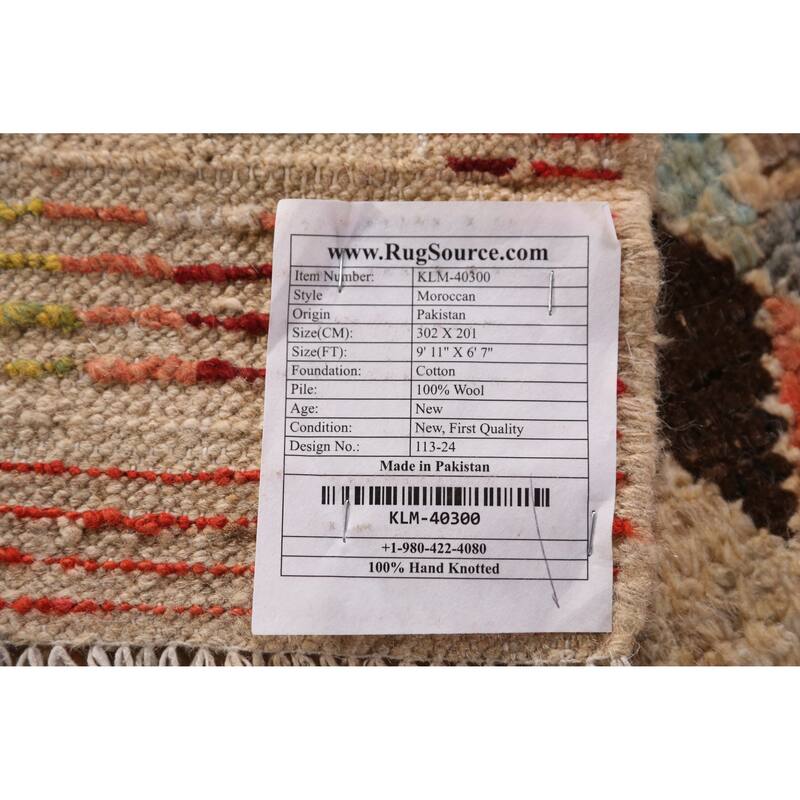 www.RugSource.com
Item Number: KLM-40300
Style Moroccan
Origin Pakistan
Size(CM): 302 X 201
Size(FT): 9' 11" X 6' 7"
Foundation: Cotton
Pile: 100% Wool
Age: New
Condition: New, First Quality
Design No.: 113-24
Made in Pakistan
KLM-40300
+1-980-422-4080
100% Hand Knotted